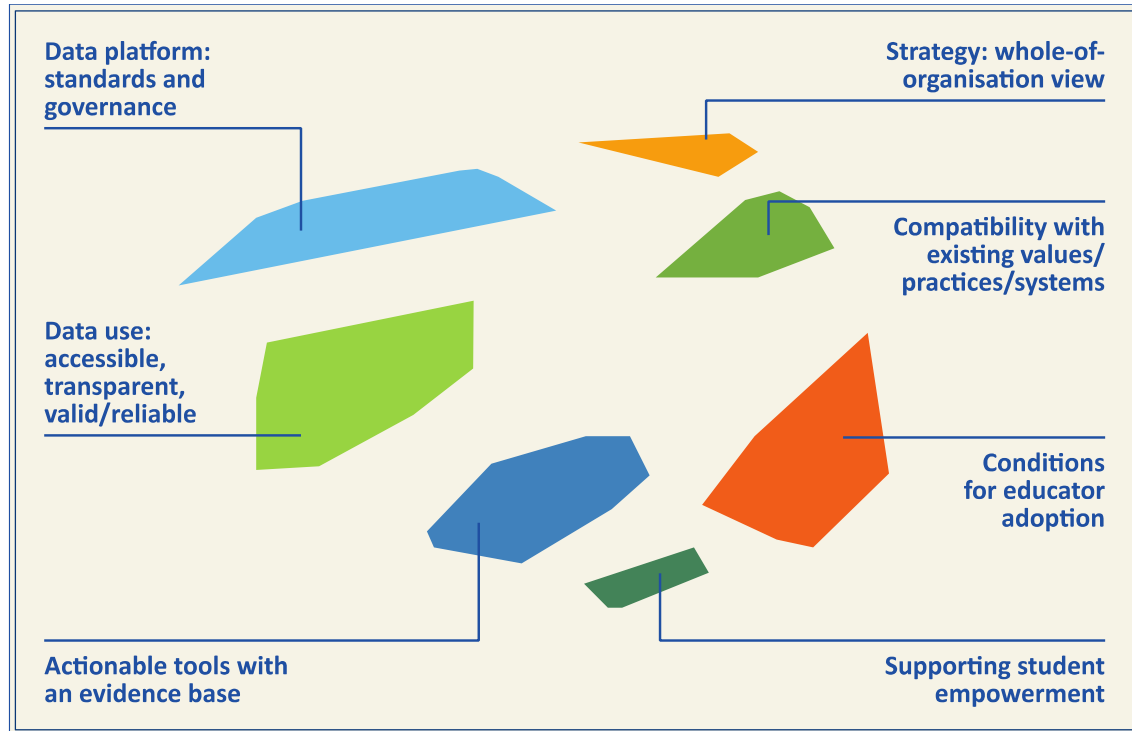 Data platform:
standards and
governance
Strategy: whole-of-
organisation view
Compatibility with
existing values/
practices/systems
Data use:
accessible,
transparent,
valid/reliable
Conditions
for educator
adoption
Actionable tools with
an evidence base
Supporting student
empowerment